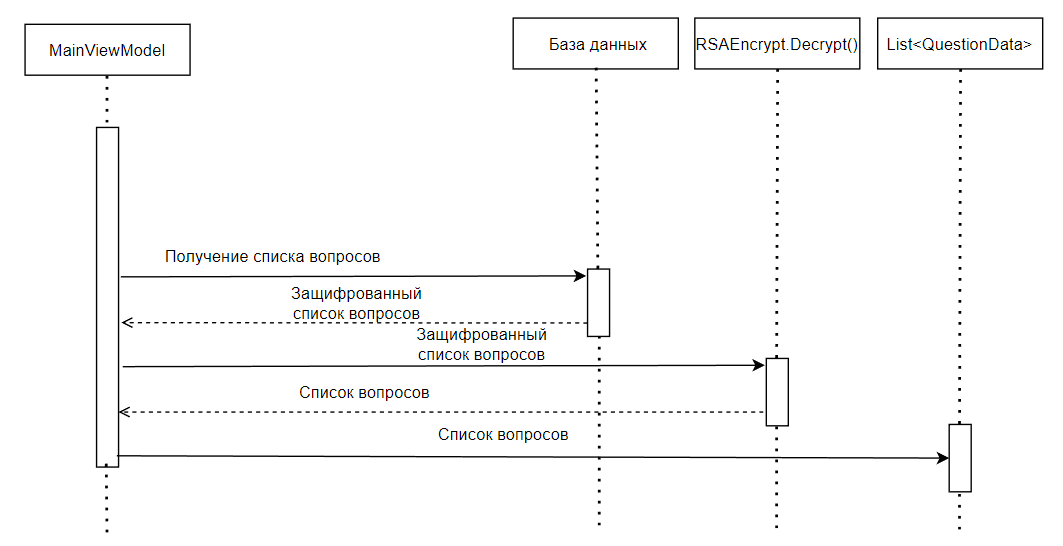 MainViewModel
База данных
RSAEncrypt.Decrypt()
List<QuestionData>
Получение списка вопросов
Защифрованный
список вопросов
Защифрованный
список вопросов
Список вопросов
Список вопросов